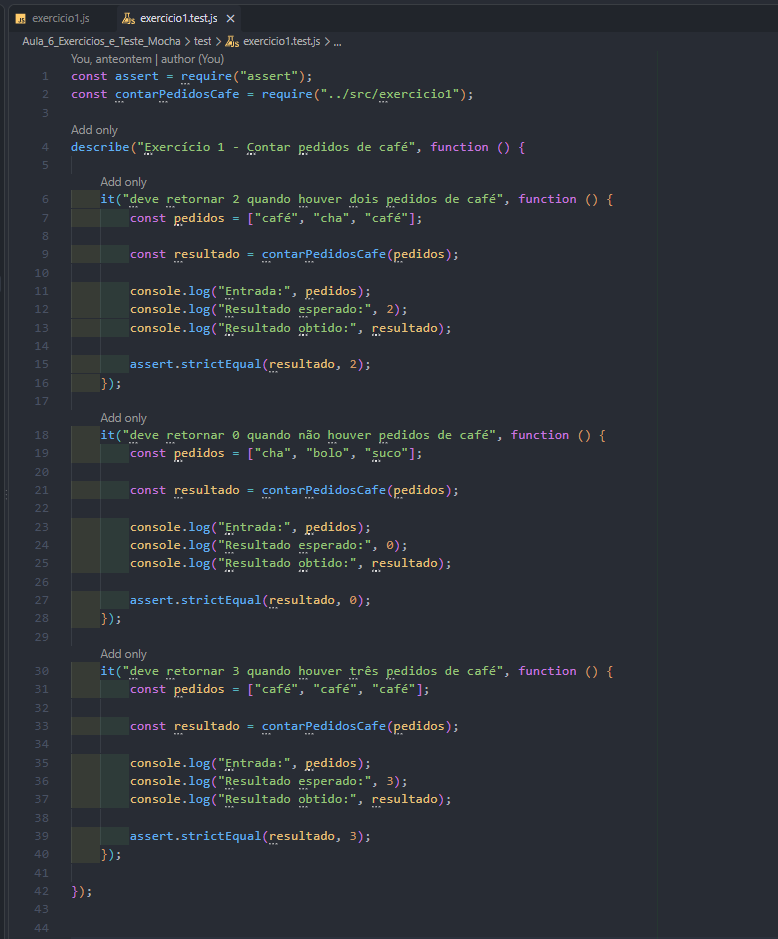 JS exercicio1.js exercicio1.test.js ×
Aula_6_Exercicios_e_Teste_Mocha > test > exercicio1.test.js > ...
You, anteontem | author (You)
1 const assert = require("assert");
2 const contarPedidosCafe = require("../src/exercicio1");
3
Add only
4 describe("Exercício 1 - Contar pedidos de café", function () {
5
Add only
6 it("deve retornar 2 quando houver dois pedidos de café", function () {
7 const pedidos = ["café", "cha", "café"];
8
9 const resultado = contarPedidosCafe(pedidos);
10
11 console.log("Entrada:", pedidos);
12 console.log("Resultado esperado:", 2);
13 console.log("Resultado obtido:", resultado);
14
15 assert.strictEqual(resultado, 2);
16 });
17
Add only
18 it("deve retornar 0 quando não houver pedidos de café", function () {
19 const pedidos = ["cha", "bolo", "suco"];
20
21 const resultado = contarPedidosCafe(pedidos);
22
23 console.log("Entrada:", pedidos);
24 console.log("Resultado esperado:", 0);
25 console.log("Resultado obtido:", resultado);
26
27 assert.strictEqual(resultado, 0);
28 });
29
Add only
30 it("deve retornar 3 quando houver três pedidos de café", function () {
31 const pedidos = ["café", "café", "café"];
32
33 const resultado = contarPedidosCafe(pedidos);
34
35 console.log("Entrada:", pedidos);
36 console.log("Resultado esperado:", 3);
37 console.log("Resultado obtido:", resultado);
38
39 assert.strictEqual(resultado, 3);
40 });
41
42 });
43
44